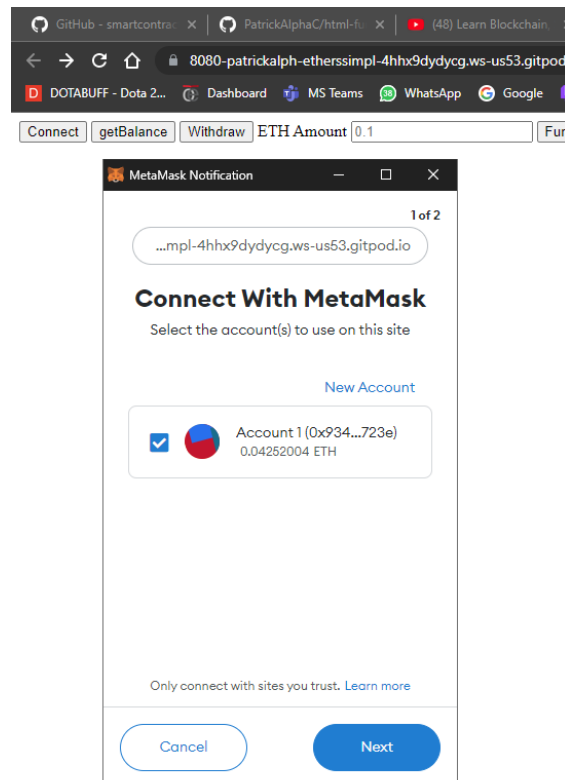 GitHub - smartcontrac
PatrickAlphaC/html-fu
(48) Learn Blockchain,
8080-patrickalph-etherssimpl-4hhx9dydycg.ws-us53.gitpod
D DOTABUFF - Dota 2... Dashboard MS Teams 38 WhatsApp Google
Connect getBalance Withdraw ETH Amount 0.1 Fun
MetaMask Notification
1 of 2
...mpl-4hhx9dydycg.ws-us53.gitpod.io
Connect With MetaMask
Select the account(s) to use on this site
New Account
Account 1 (0x934...723e)
0.04252004 ETH
Only connect with sites you trust. Learn more
Cancel Next